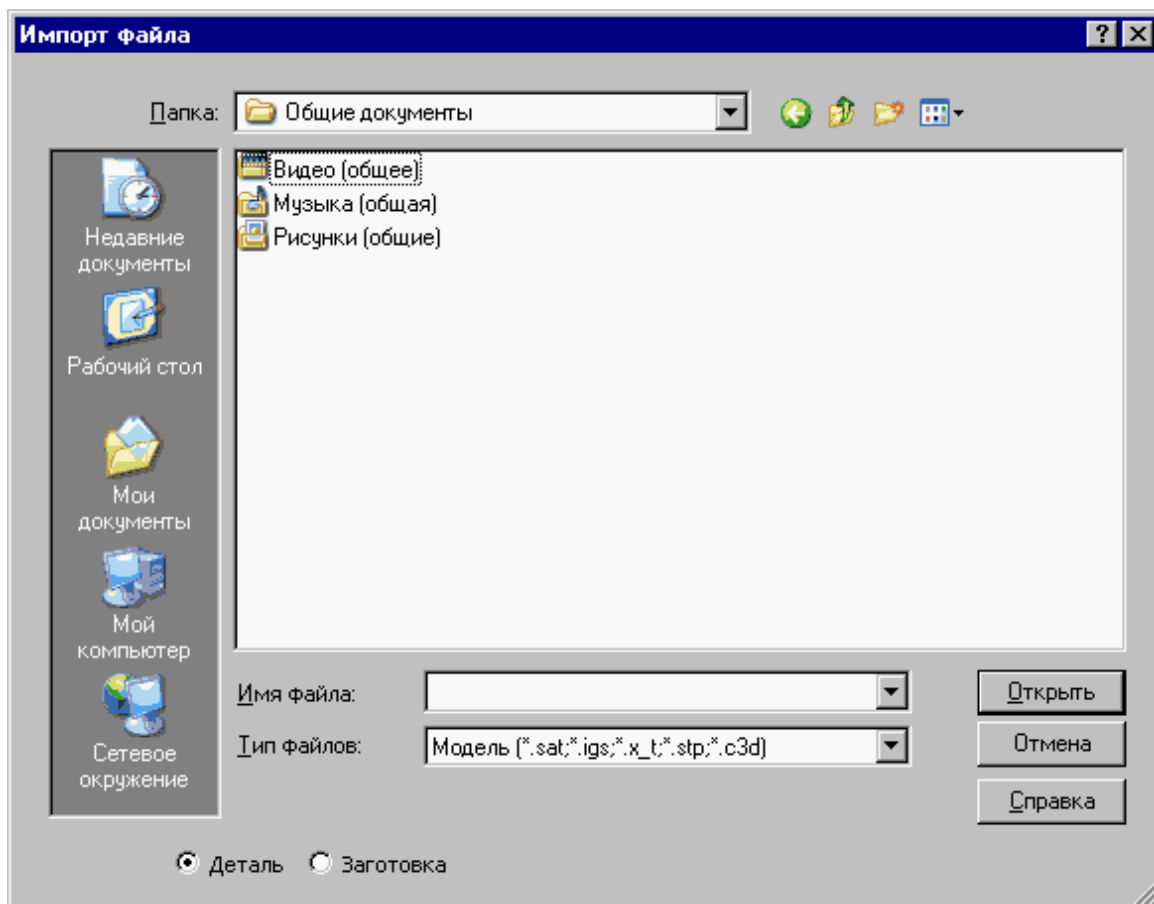 Импорт файла
Папка:
Общие документы
Недавние
документы
Рабочий стол
Мои
документы
Мой
компьютер
Сетевое
окружение
Видео (общее)
Музыка (общая)
Рисунки (общие)
Имя файла:
Открыть
Тип файлов:
Модель (*.sat;*.igs;*.x_t;*.stp;*.c3d)
Отмена
Справка
Деталь
Заготовка